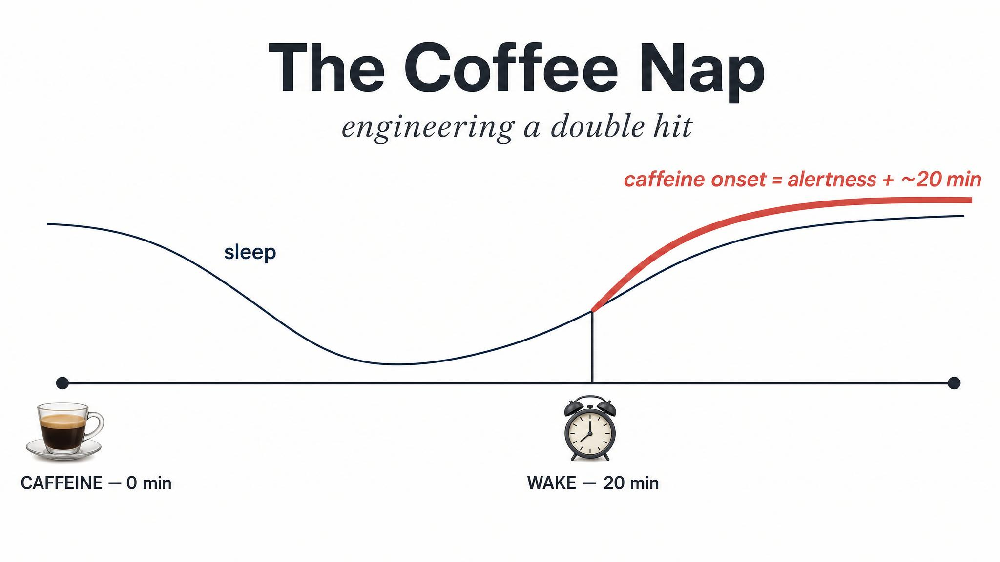 The Coffee Nap
engineering a double hit
caffeine onset = alertness + ~20 min
sleep
CAFFEINE — 0 min
WAKE — 20 min